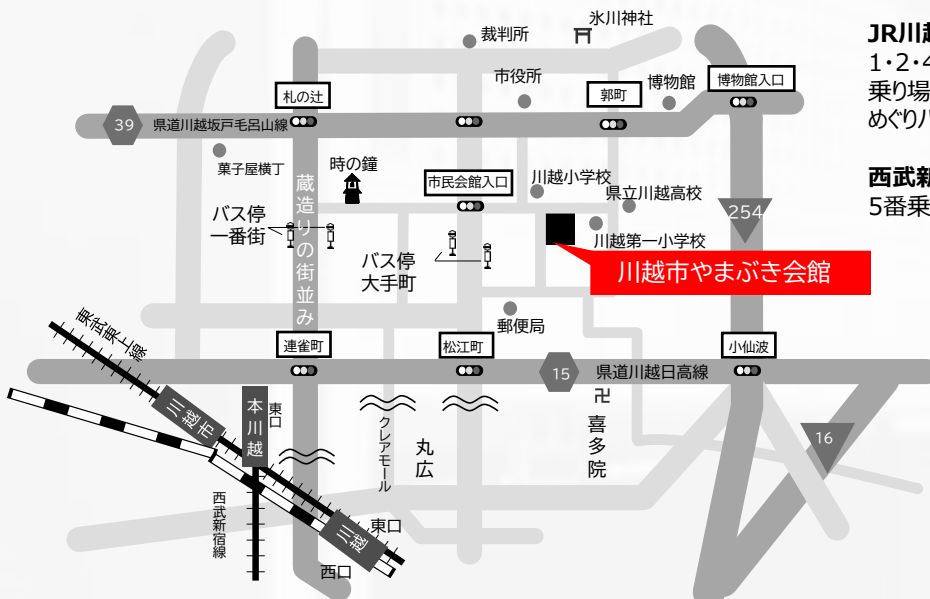 氷川神社
裁判所
市役所
博物館
博物館入口
郭町
札の辻
39
県道川越坂戸毛呂山線
菓子屋横丁
時の鐘
市民会館入口
川越小学校
県立川越高校
254
バス停
一番街
蔵造りの街並み
川越第一小学校
バス停
大手町
川越市やまぶき会館
郵便局
東武東上線
連雀町
松江町
小仙波
15
県道川越日高線
川越市
本川越
東口
クレアモール
丸広
卍
喜多院
16
西武新宿線
川越
東口
西口
JR川
1・2・4
乗り場
めぐり
西武新
5番乗